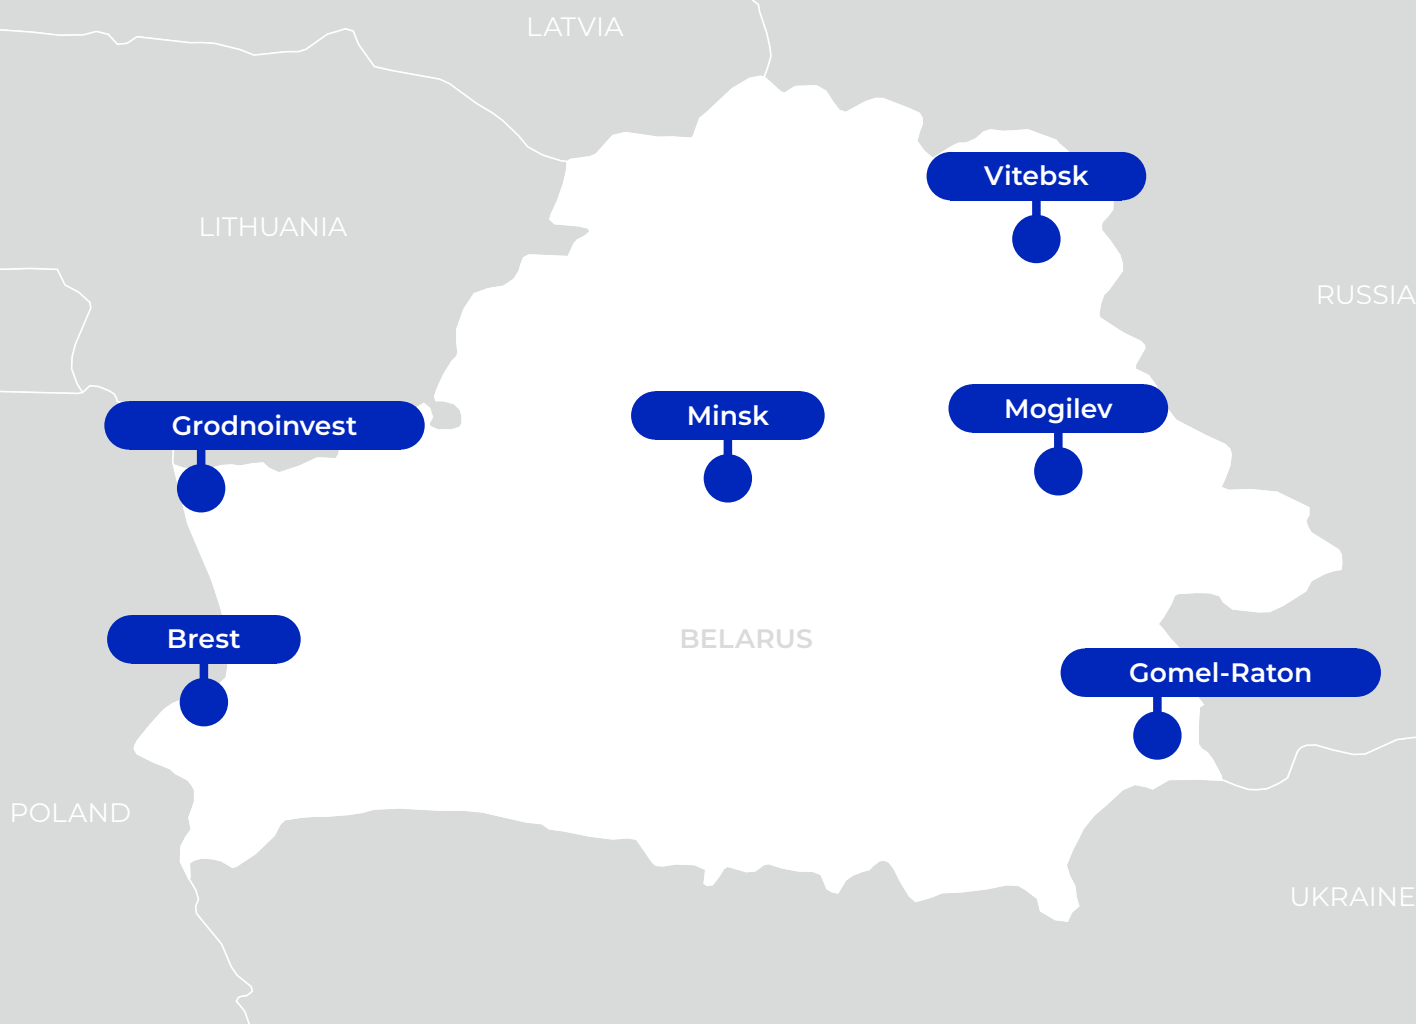 LATVIA
Vitebsk
LITHUANIA
RUSSIA
Grodnoinvest
Minsk
Mogilev
Brest
BELARUS
Gomel-Raton
POLAND
UKRAINE